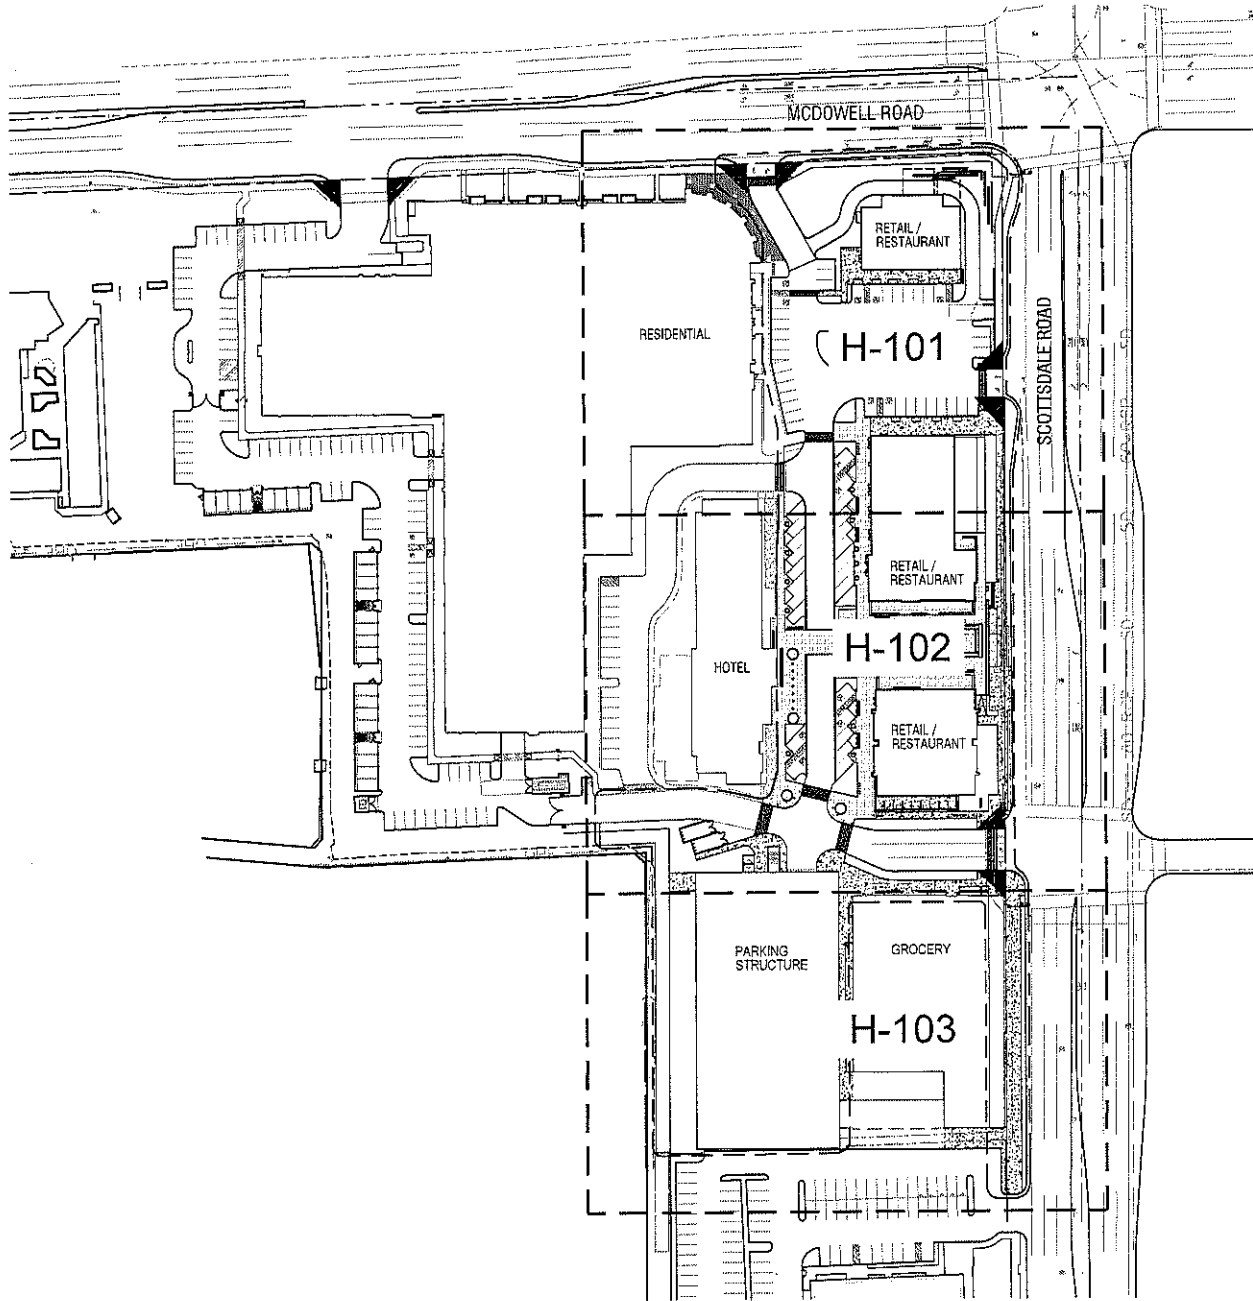 MCDOWELL ROAD
RETAIL /
RESTAURANT
RESIDENTIAL
H-101
SCOTTSDALE ROAD
RETAIL /
RESTAURANT
H-102
HOTEL
RETAIL /
RESTAURANT
PARKING
STRUCTURE
GROCERY
H-103